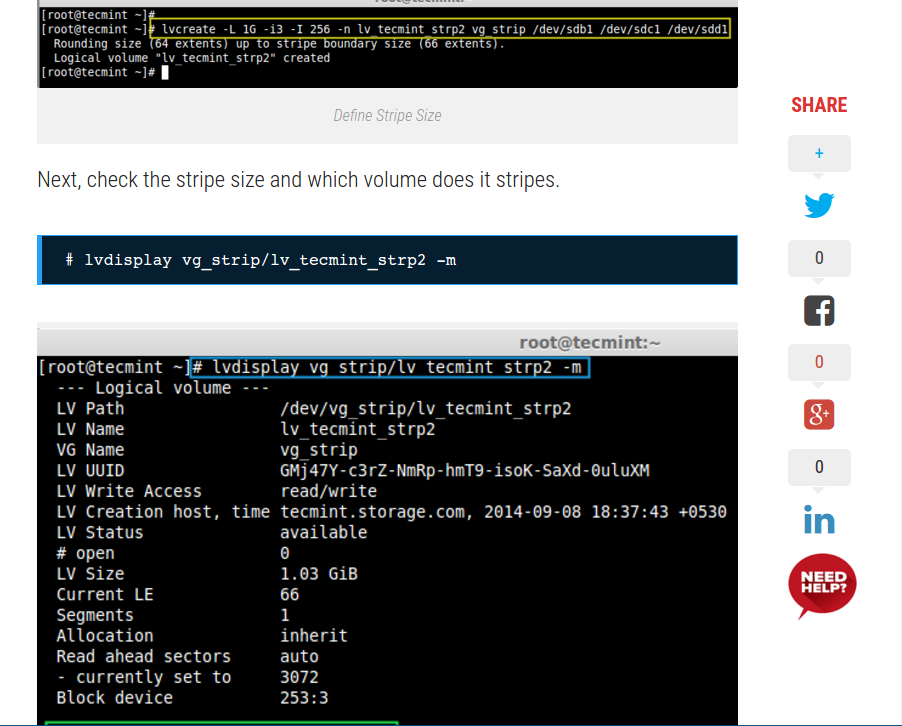 [root@tecmint ~]#
[root@tecmint ~]# lvcreate -L 1G -i3 -I 256 -n lv_tecmint_strp2 vg_strip /dev/sdb1 /dev/sdc1 /dev/sdd1
Rounding size (64 extents) up to stripe boundary size (66 extents).
Logical volume "lv_tecmint_strp2" created
[root@tecmint ~]#
Define Stripe Size
Next, check the stripe size and which volume does it stripes.
# lvdisplay vg_strip/lv_tecmint_strp2 -m
root@tecmint:~
[root@tecmint ~]# lvdisplay vg_strip/lv_tecmint_strp2 -m
--- Logical volume ---
LV Path /dev/vg_strip/lv_tecmint_strp2
LV Name lv_tecmint_strp2
VG Name vg_strip
LV UUID GMj47Y-c3rZ-NmRp-hmT9-isoK-SaXd-0uluXM
LV Write Access read/write
LV Creation host, time tecmint.storage.com, 2014-09-08 18:37:43 +0530
LV Status available
# open 0
LV Size 1.03 GiB
Current LE 66
Segments 1
Allocation inherit
Read ahead sectors auto
- currently set to 3072
Block device 253:3
SHARE
+
0
0
g+
0
in
NEED
HELP?